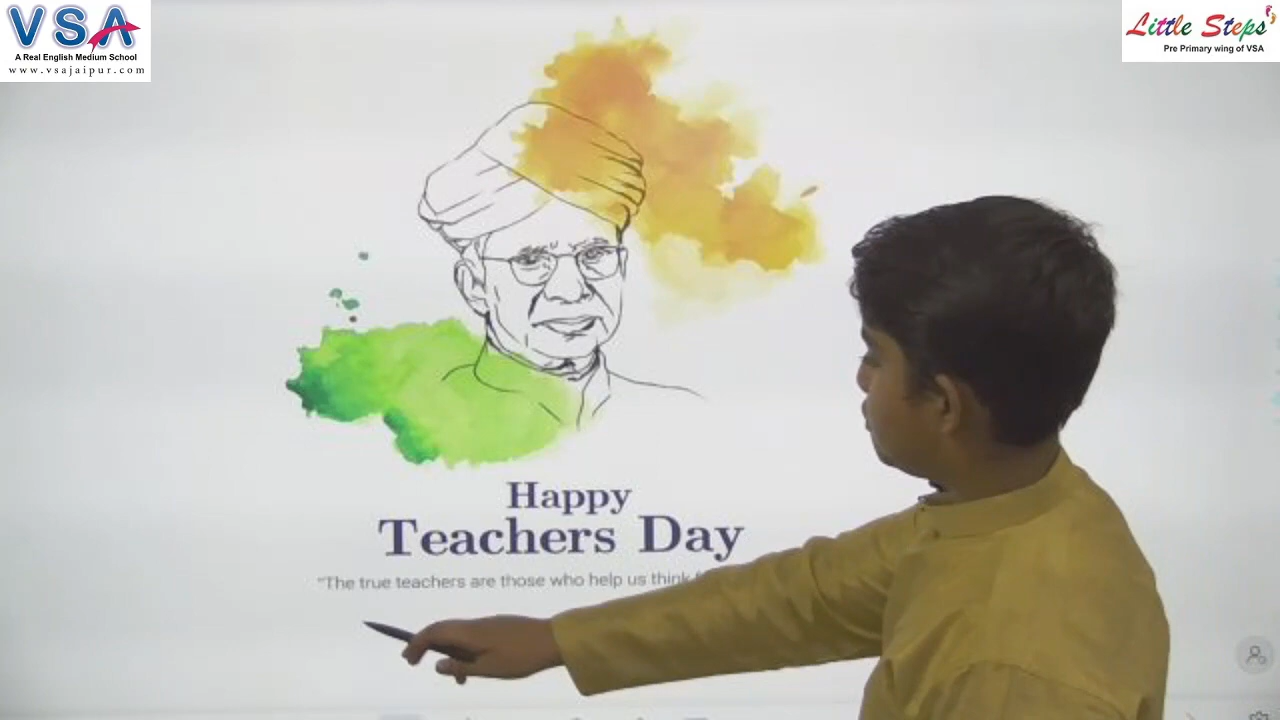 VSA
A Real English Medium School
www.vsajaipur.com
Little Steps
Pre Primary wing of VSA
Happy
Teachers Day
"The true teachers are those who help us think